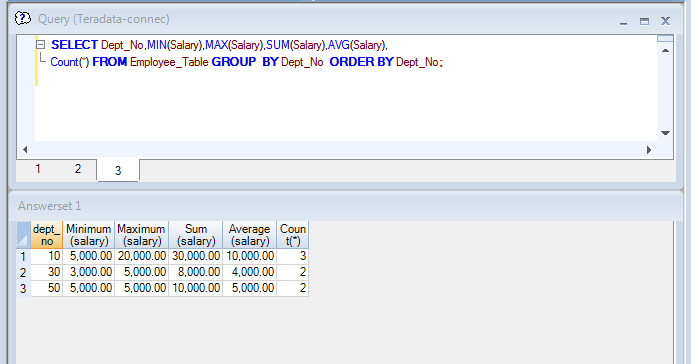 Query (Teradata-connec)
SELECT Dept_No,MIN(Salary),MAX(Salary),SUM(Salary),AVG(Salary),
Count(*) FROM Employee_Table GROUP BY Dept_No ORDER BY Dept_No;
1 2 3
Answerset 1
dept_ Minimum Maximum Sum Average Coun
no (salary) (salary) (salary) (salary) t(*)
1 10 5,000.00 20,000.00 30,000.00 10,000.00 3
2 30 3,000.00 5,000.00 8,000.00 4,000.00 2
3 50 5,000.00 5,000.00 10,000.00 5,000.00 2